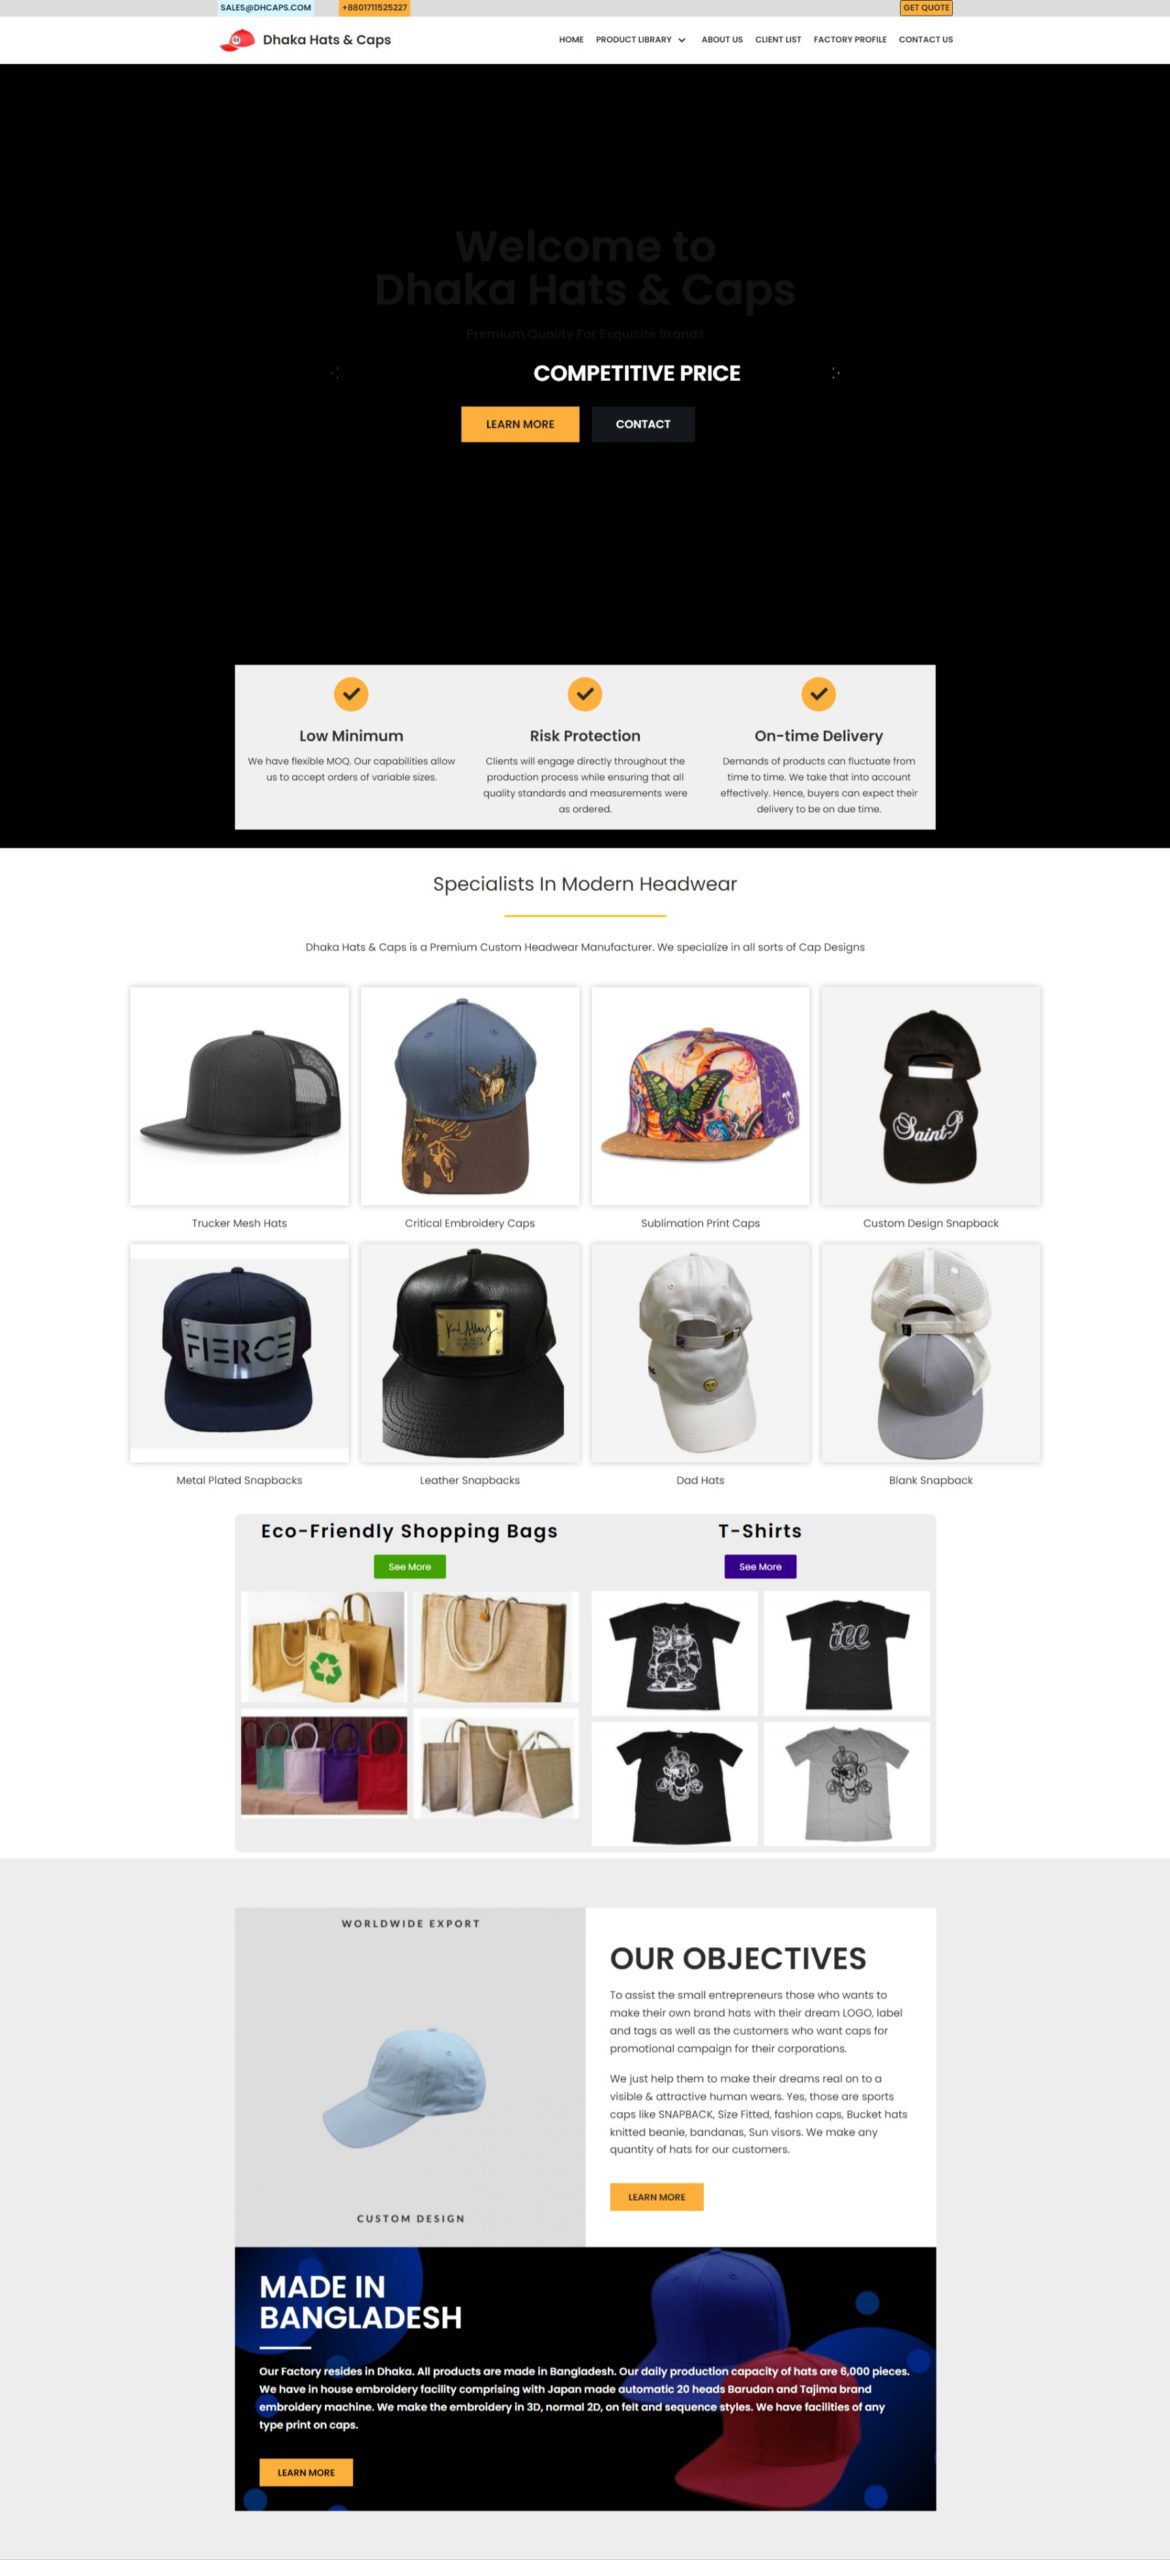 SALES@DHCAPS.COM
+8801711525227
GET QUOTE
Dhaka Hats & Caps
HOME
PRODUCT LIBRARY
ABOUT US
CLIENT LIST
FACTORY PROFILE
CONTACT US
Welcome to
Dhaka Hats & Caps
Premium Quality For Exquisite Brands
COMPETITIVE PRICE
LEARN MORE
CONTACT
Low Minimum
We have flexible MOQ. Our capabilities allow
us to accept orders of variable sizes.
Risk Protection
Clients will engage directly throughout the
production process while ensuring that all
quality standards and measurements were
as ordered.
On-time Delivery
Demands of products can fluctuate from
time to time. We take that into account
effectively. Hence, buyers can expect their
delivery to be on due time.
Specialists In Modern Headwear
Dhaka Hats & Caps is a Premium Custom Headwear Manufacturer. We specialize in all sorts of Cap Designs
SaintP
Trucker Mesh Hats
Critical Embroidery Caps
Sublimation Print Caps
Custom Design Snapback
FIERCE
Metal Plated Snapbacks
Leather Snapbacks
Dad Hats
Blank Snapback
Eco-Friendly Shopping Bags
See More
T-Shirts
See More
ill
WORLDWIDE EXPORT
CUSTOM DESIGN
OUR OBJECTIVES
To assist the small entrepreneurs those who wants to
make their own brand hats with their dream LOGO, label
and tags as well as the customers who want caps for
promotional campaign for their corporations.
We just help them to make their dreams real on to a
visible & attractive human wears. Yes, those are sports
caps like SNAPBACK, Size Fitted, fashion caps, Bucket hats
knitted beanie, bandanas, Sun visors. We make any
quantity of hats for our customers.
LEARN MORE
MADE IN
BANGLADESH
Our Factory resides in Dhaka. All products are made in Bangladesh. Our daily production capacity of hats are 6,000 pieces.
We have in house embroidery facility comprising with Japan made automatic 20 heads Barudan and Tajima brand
embroidery machine. We make the embroidery in 3D, normal 2D, on felt and sequence styles. We have facilities of any
type print on caps.
LEARN MORE